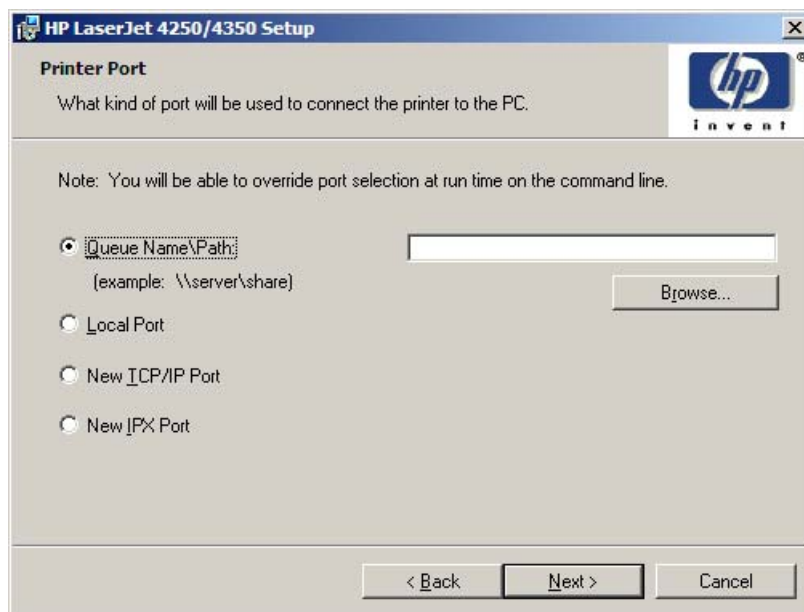 HP LaserJet 4250/4350 Setup
Printer Port
What kind of port will be used to connect the printer to the PC.
hp
®
invent
Note: You will be able to override port selection at run time on the command line.
Queue Name\Path:
(example: \\server\share)
Browse...
Local Port
New TCP/IP Port
New IPX Port
< Back
Next >
Cancel